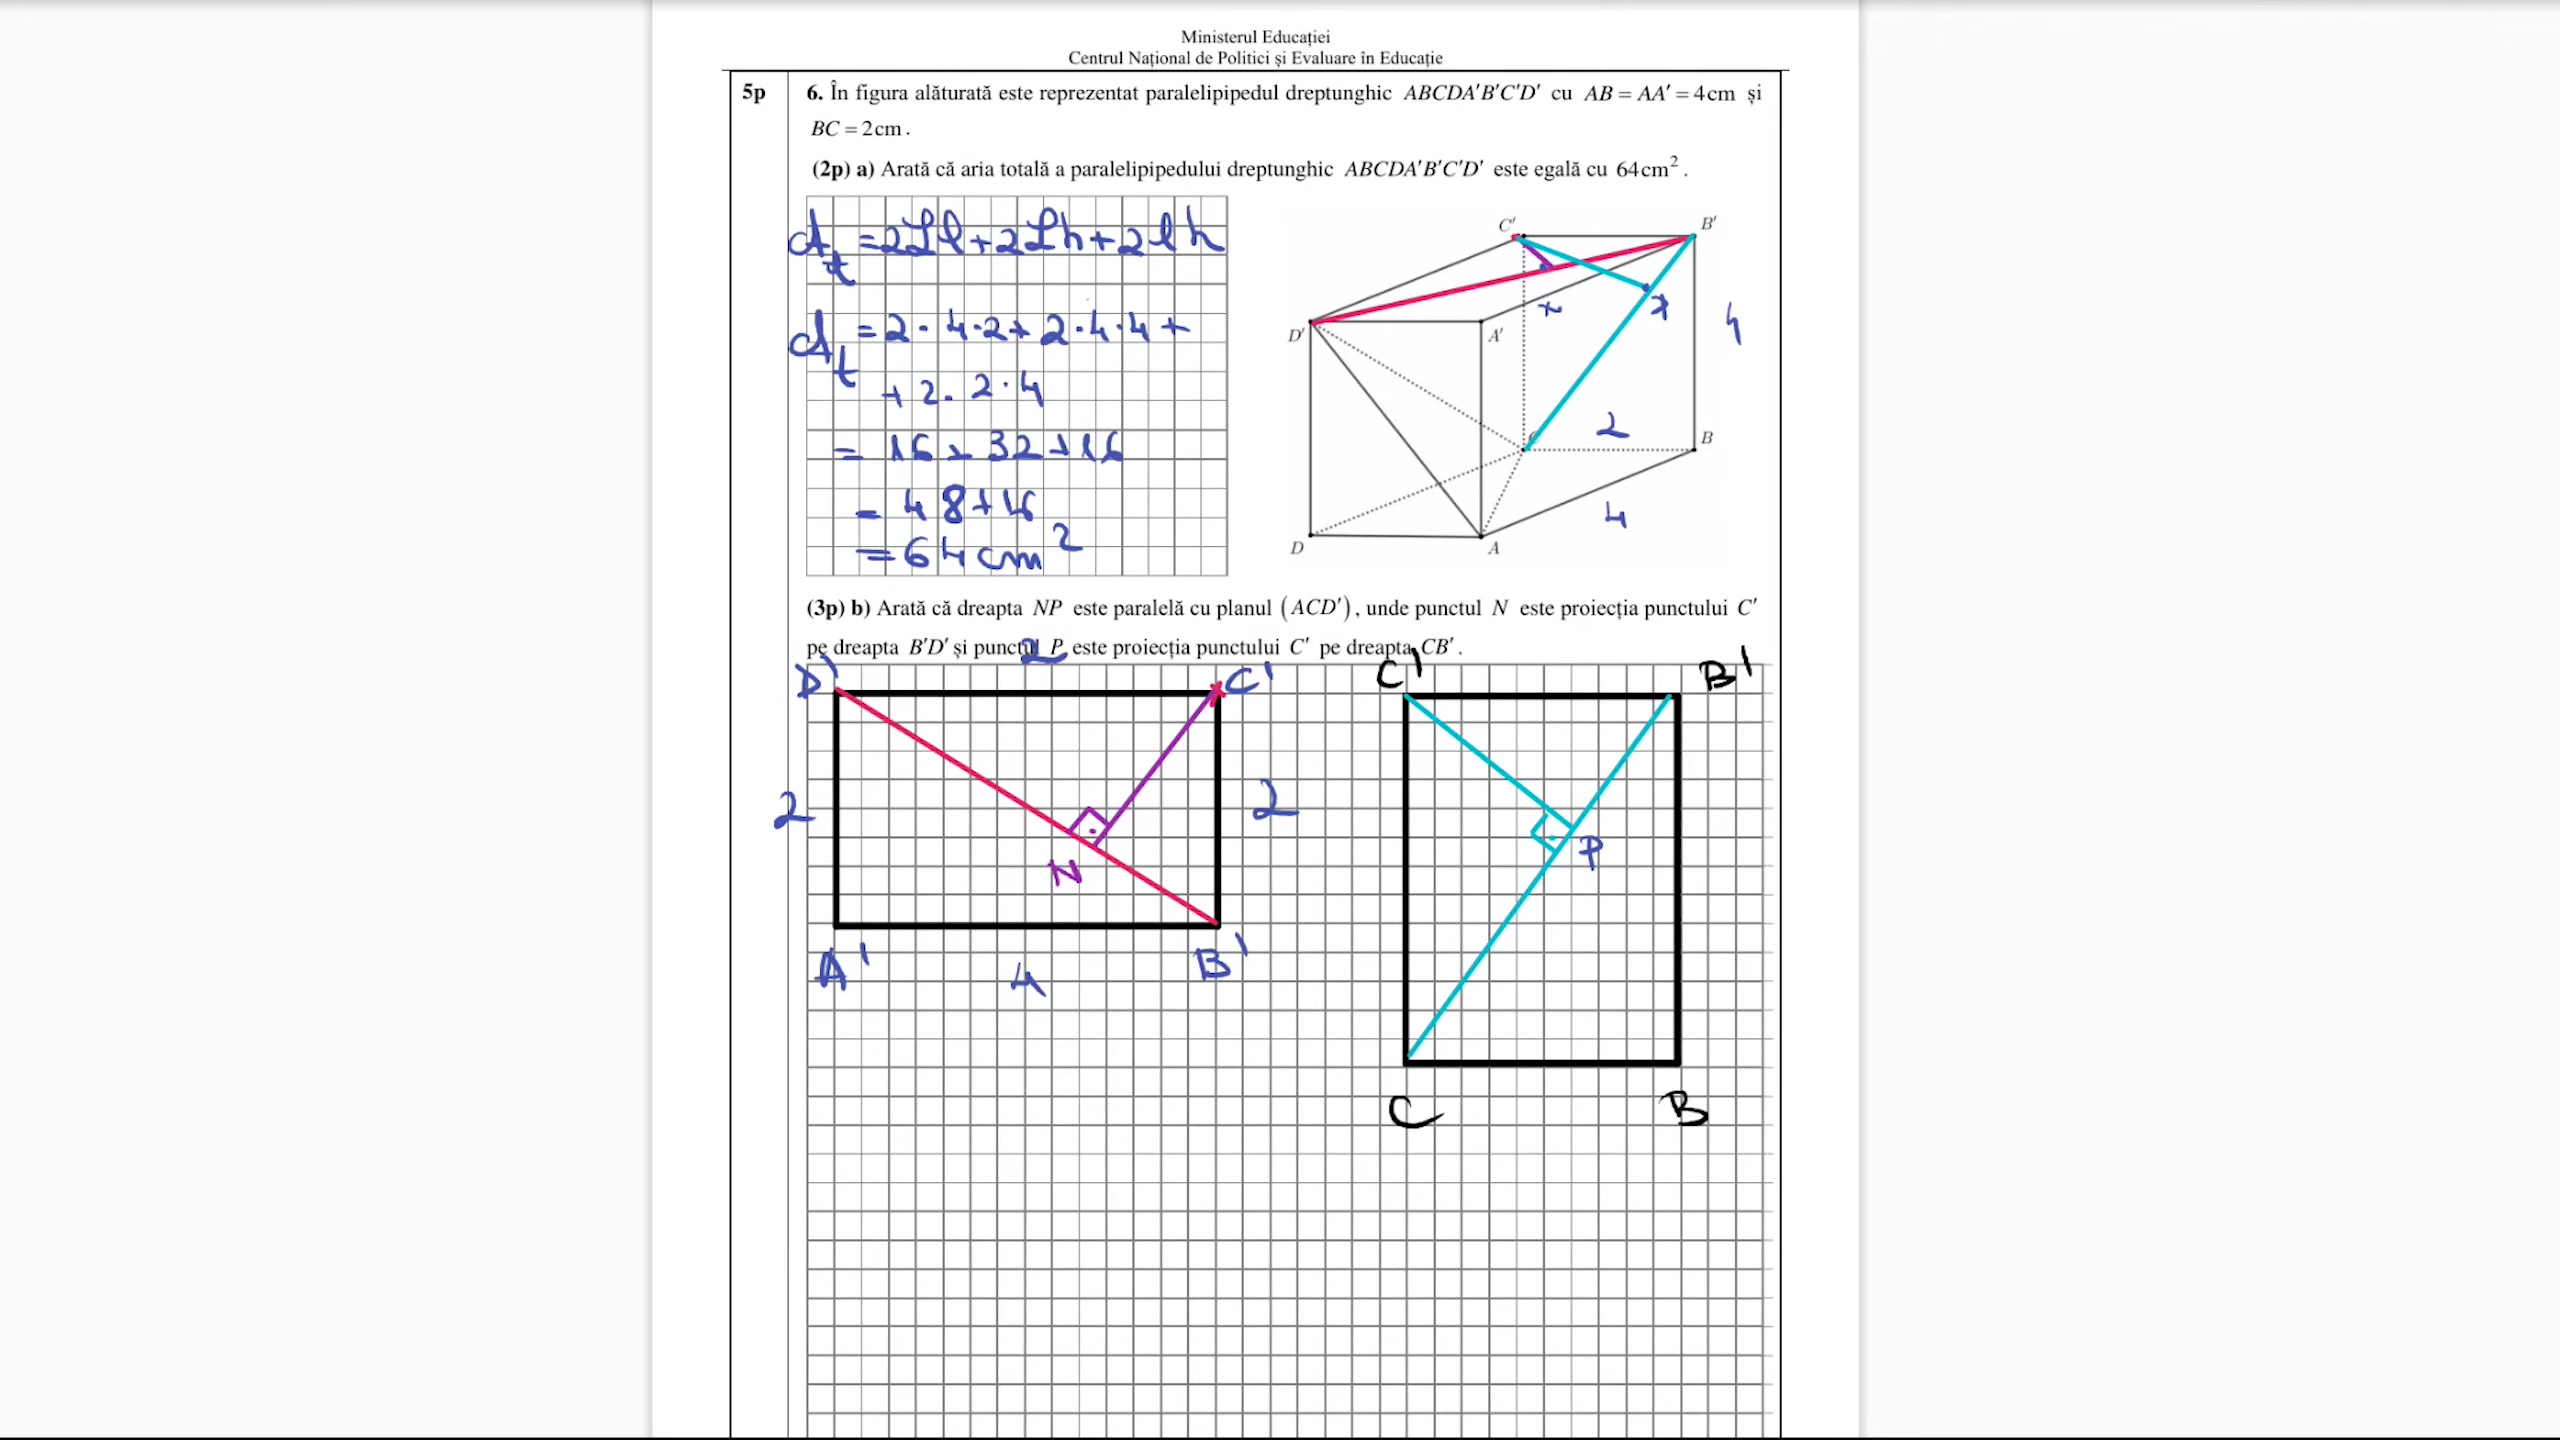 Ministerul Educației
Centrul Național de Politici și Evaluare în Educație
5p
6. În figura alăturată este reprezentat paralelipipedul dreptunghic ABCDA'B'C'D' cu AB = AA' = 4cm și
BC = 2cm .
(2p) a) Arată că aria totală a paralelipipedului dreptunghic ABCDA'B'C'D' este egală cu 64cm² .
At = 2Ll + 2Lh + 2lh
At = 2 · 4 · 2 + 2 · 4 · 4 +
+ 2 · 2 · 4
= 16 + 32 + 16
= 48 + 16
= 64 cm²
C'
B'
D'
A'
4
2
B
4
D
A
(3p) b) Arată că dreapta NP este paralelă cu planul (ACD') , unde punctul N este proiecția punctului C'
pe dreapta B'D' și punctul P este proiecția punctului C' pe dreapta CB' .
2
D'
C'
2
2
N
A'
4
B'
C'
B'
P
C
B